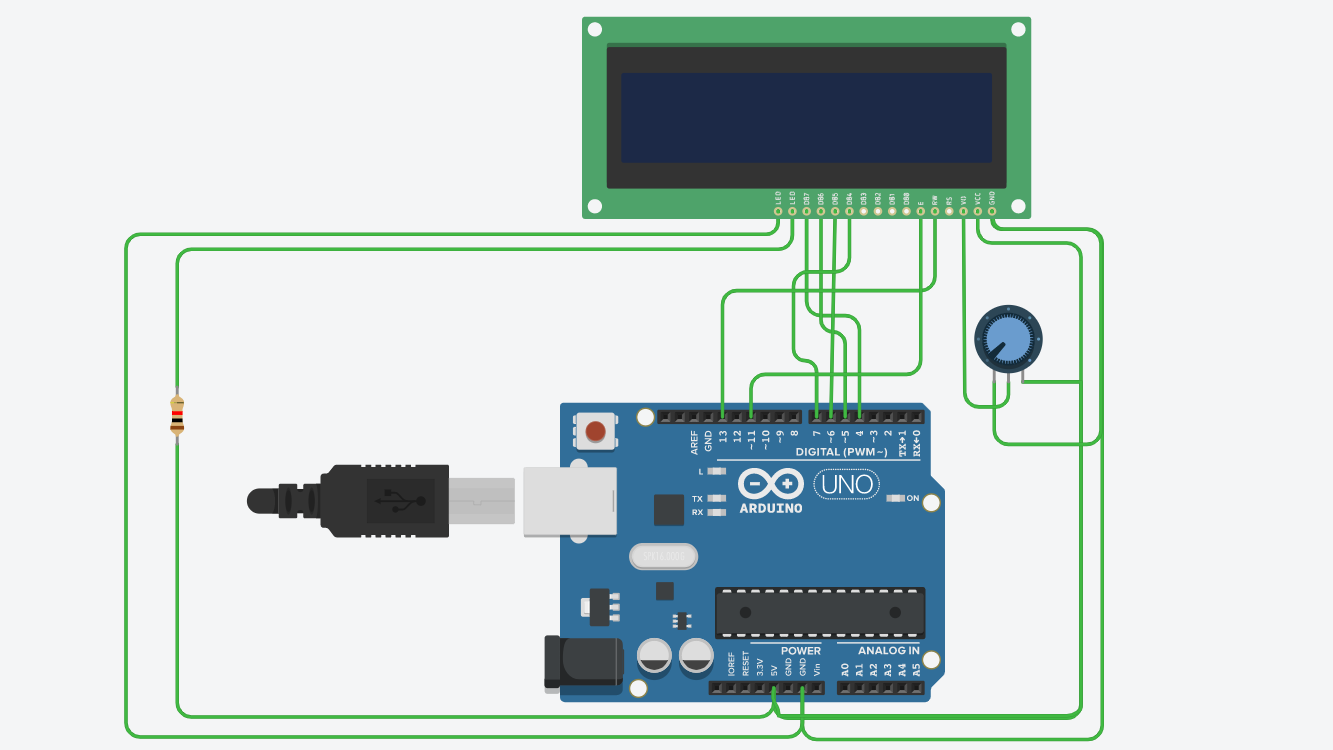 LED LED DB7 DB6 DB5 DB4 DB3 DB2 DB1 DB0 E RW RS V0 VCC GND
AREF GND 13 12 ~11 ~10 ~9 8 7 ~6 ~5 4 ~3 2 TX→1 RX←0
DIGITAL (PWM~)
L
TX
RX
UNO
ARDUINO
ON
POWER
ANALOG IN
IOREF RESET 3.3V 5V GND GND Vin A0 A1 A2 A3 A4 A5